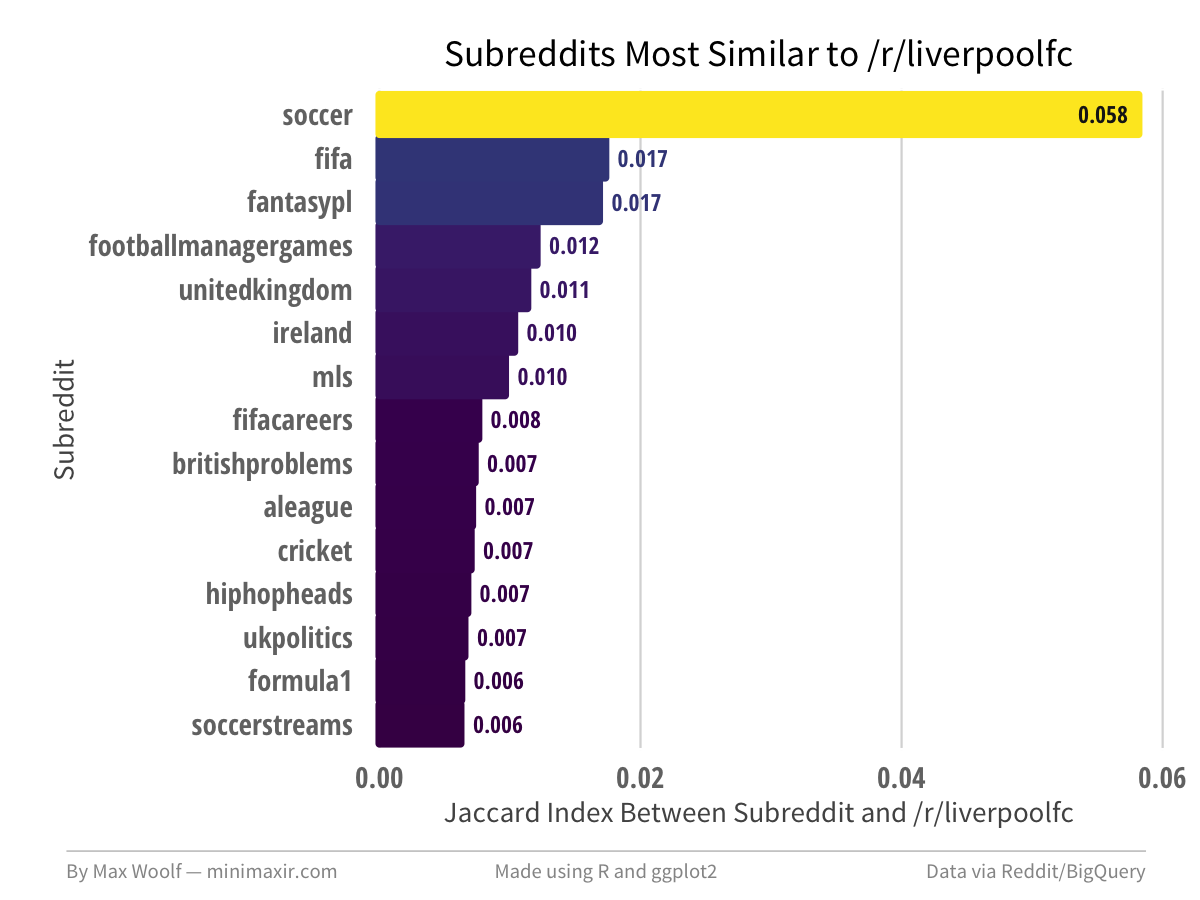 Subreddits Most Similar to /r/liverpoolfc
soccer 0.058
fifa 0.017
fantasypl 0.017
footballmanagergames 0.012
unitedkingdom 0.011
ireland 0.010
mls 0.010
fifacareers 0.008
britishproblems 0.007
aleague 0.007
cricket 0.007
hiphopheads 0.007
ukpolitics 0.007
formula1 0.006
soccerstreams 0.006
Subreddit
0.00 0.02 0.04 0.06
Jaccard Index Between Subreddit and /r/liverpoolfc
By Max Woolf — minimaxir.com Made using R and ggplot2 Data via Reddit/BigQuery